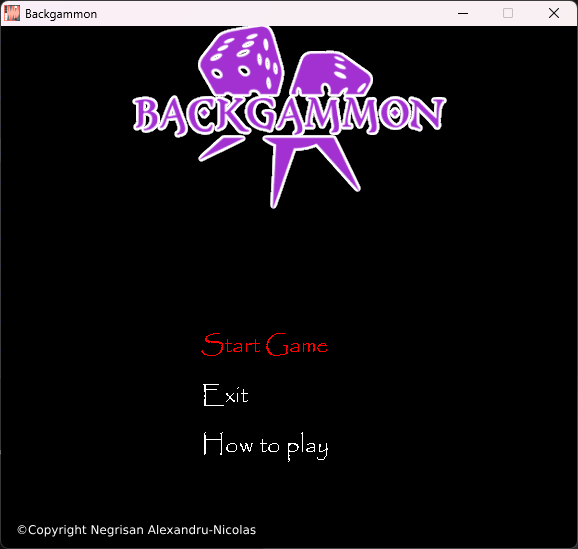 Backgammon
BACKGAMMON
Start Game
Exit
How to play
©Copyright Negrisan Alexandru-Nicolas